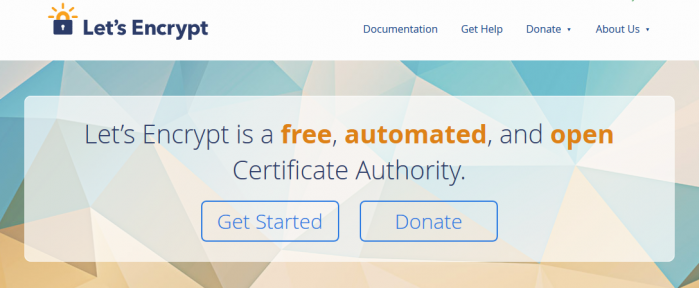 Let's Encrypt
Documentation Get Help Donate ▼ About Us ▼
Let's Encrypt is a free, automated, and open
Certificate Authority.
Get Started Donate